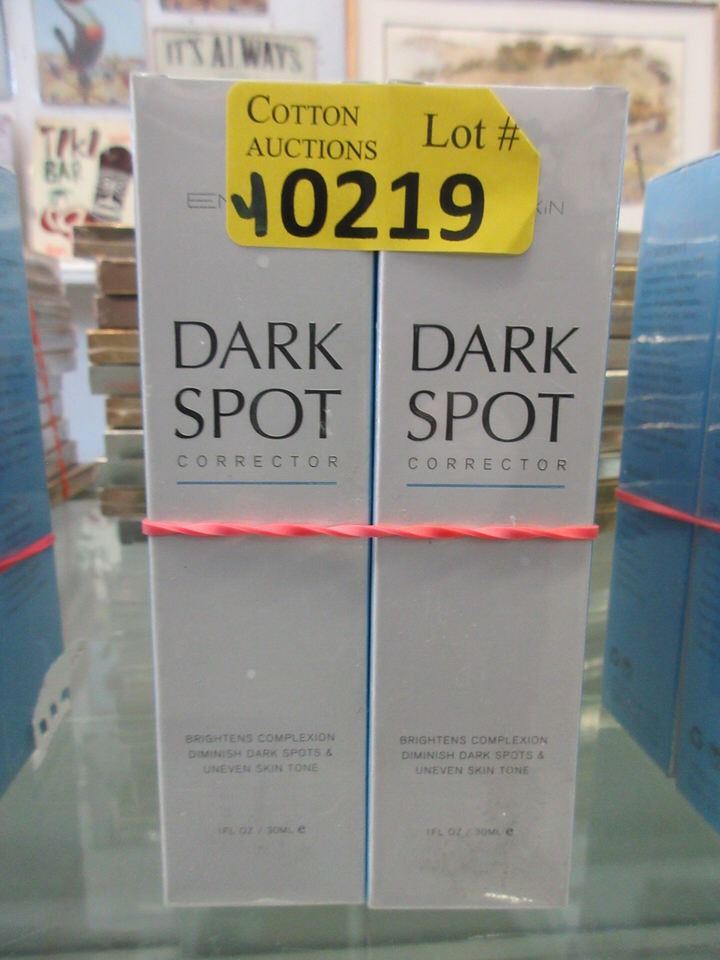 IT'S ALWAYS
TIKI
BAR
COTTON
AUCTIONS
Lot #
40219
DARK
SPOT
CORRECTOR
BRIGHTENS COMPLEXION
DIMINISH DARK SPOTS &
UNEVEN SKIN TONE
1FL OZ / 30ML e
DARK
SPOT
CORRECTOR
BRIGHTENS COMPLEXION
DIMINISH DARK SPOTS &
UNEVEN SKIN TONE
1FL OZ / 30ML e